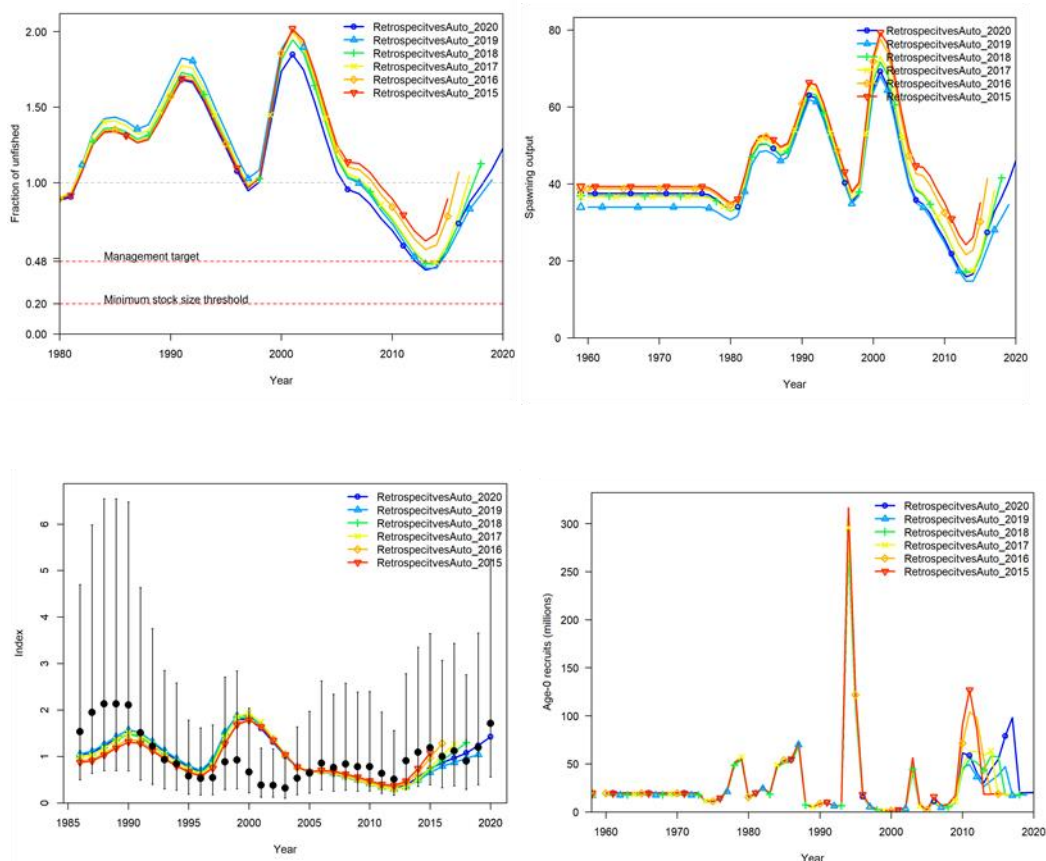 Fraction of unfished
2.00
1.50
1.00
0.48
0.20
0.00
Management target
Minimum stock size threshold
RetrospecitvesAuto_2020
RetrospecitvesAuto_2019
RetrospecitvesAuto_2018
RetrospecitvesAuto_2017
RetrospecitvesAuto_2016
RetrospecitvesAuto_2015
1980 1990 2000 2010 2020
Year
Spawning output
80
60
40
20
0
RetrospecitvesAuto_2020
RetrospecitvesAuto_2019
RetrospecitvesAuto_2018
RetrospecitvesAuto_2017
RetrospecitvesAuto_2016
RetrospecitvesAuto_2015
1960 1970 1980 1990 2000 2010 2020
Year
Index
6
5
4
3
2
1
0
RetrospecitvesAuto_2020
RetrospecitvesAuto_2019
RetrospecitvesAuto_2018
RetrospecitvesAuto_2017
RetrospecitvesAuto_2016
RetrospecitvesAuto_2015
1985 1990 1995 2000 2005 2010 2015 2020
Year
Age-0 recruits (millions)
300
250
200
150
100
50
0
RetrospecitvesAuto_2020
RetrospecitvesAuto_2019
RetrospecitvesAuto_2018
RetrospecitvesAuto_2017
RetrospecitvesAuto_2016
RetrospecitvesAuto_2015
1960 1970 1980 1990 2000 2010 2020
Year